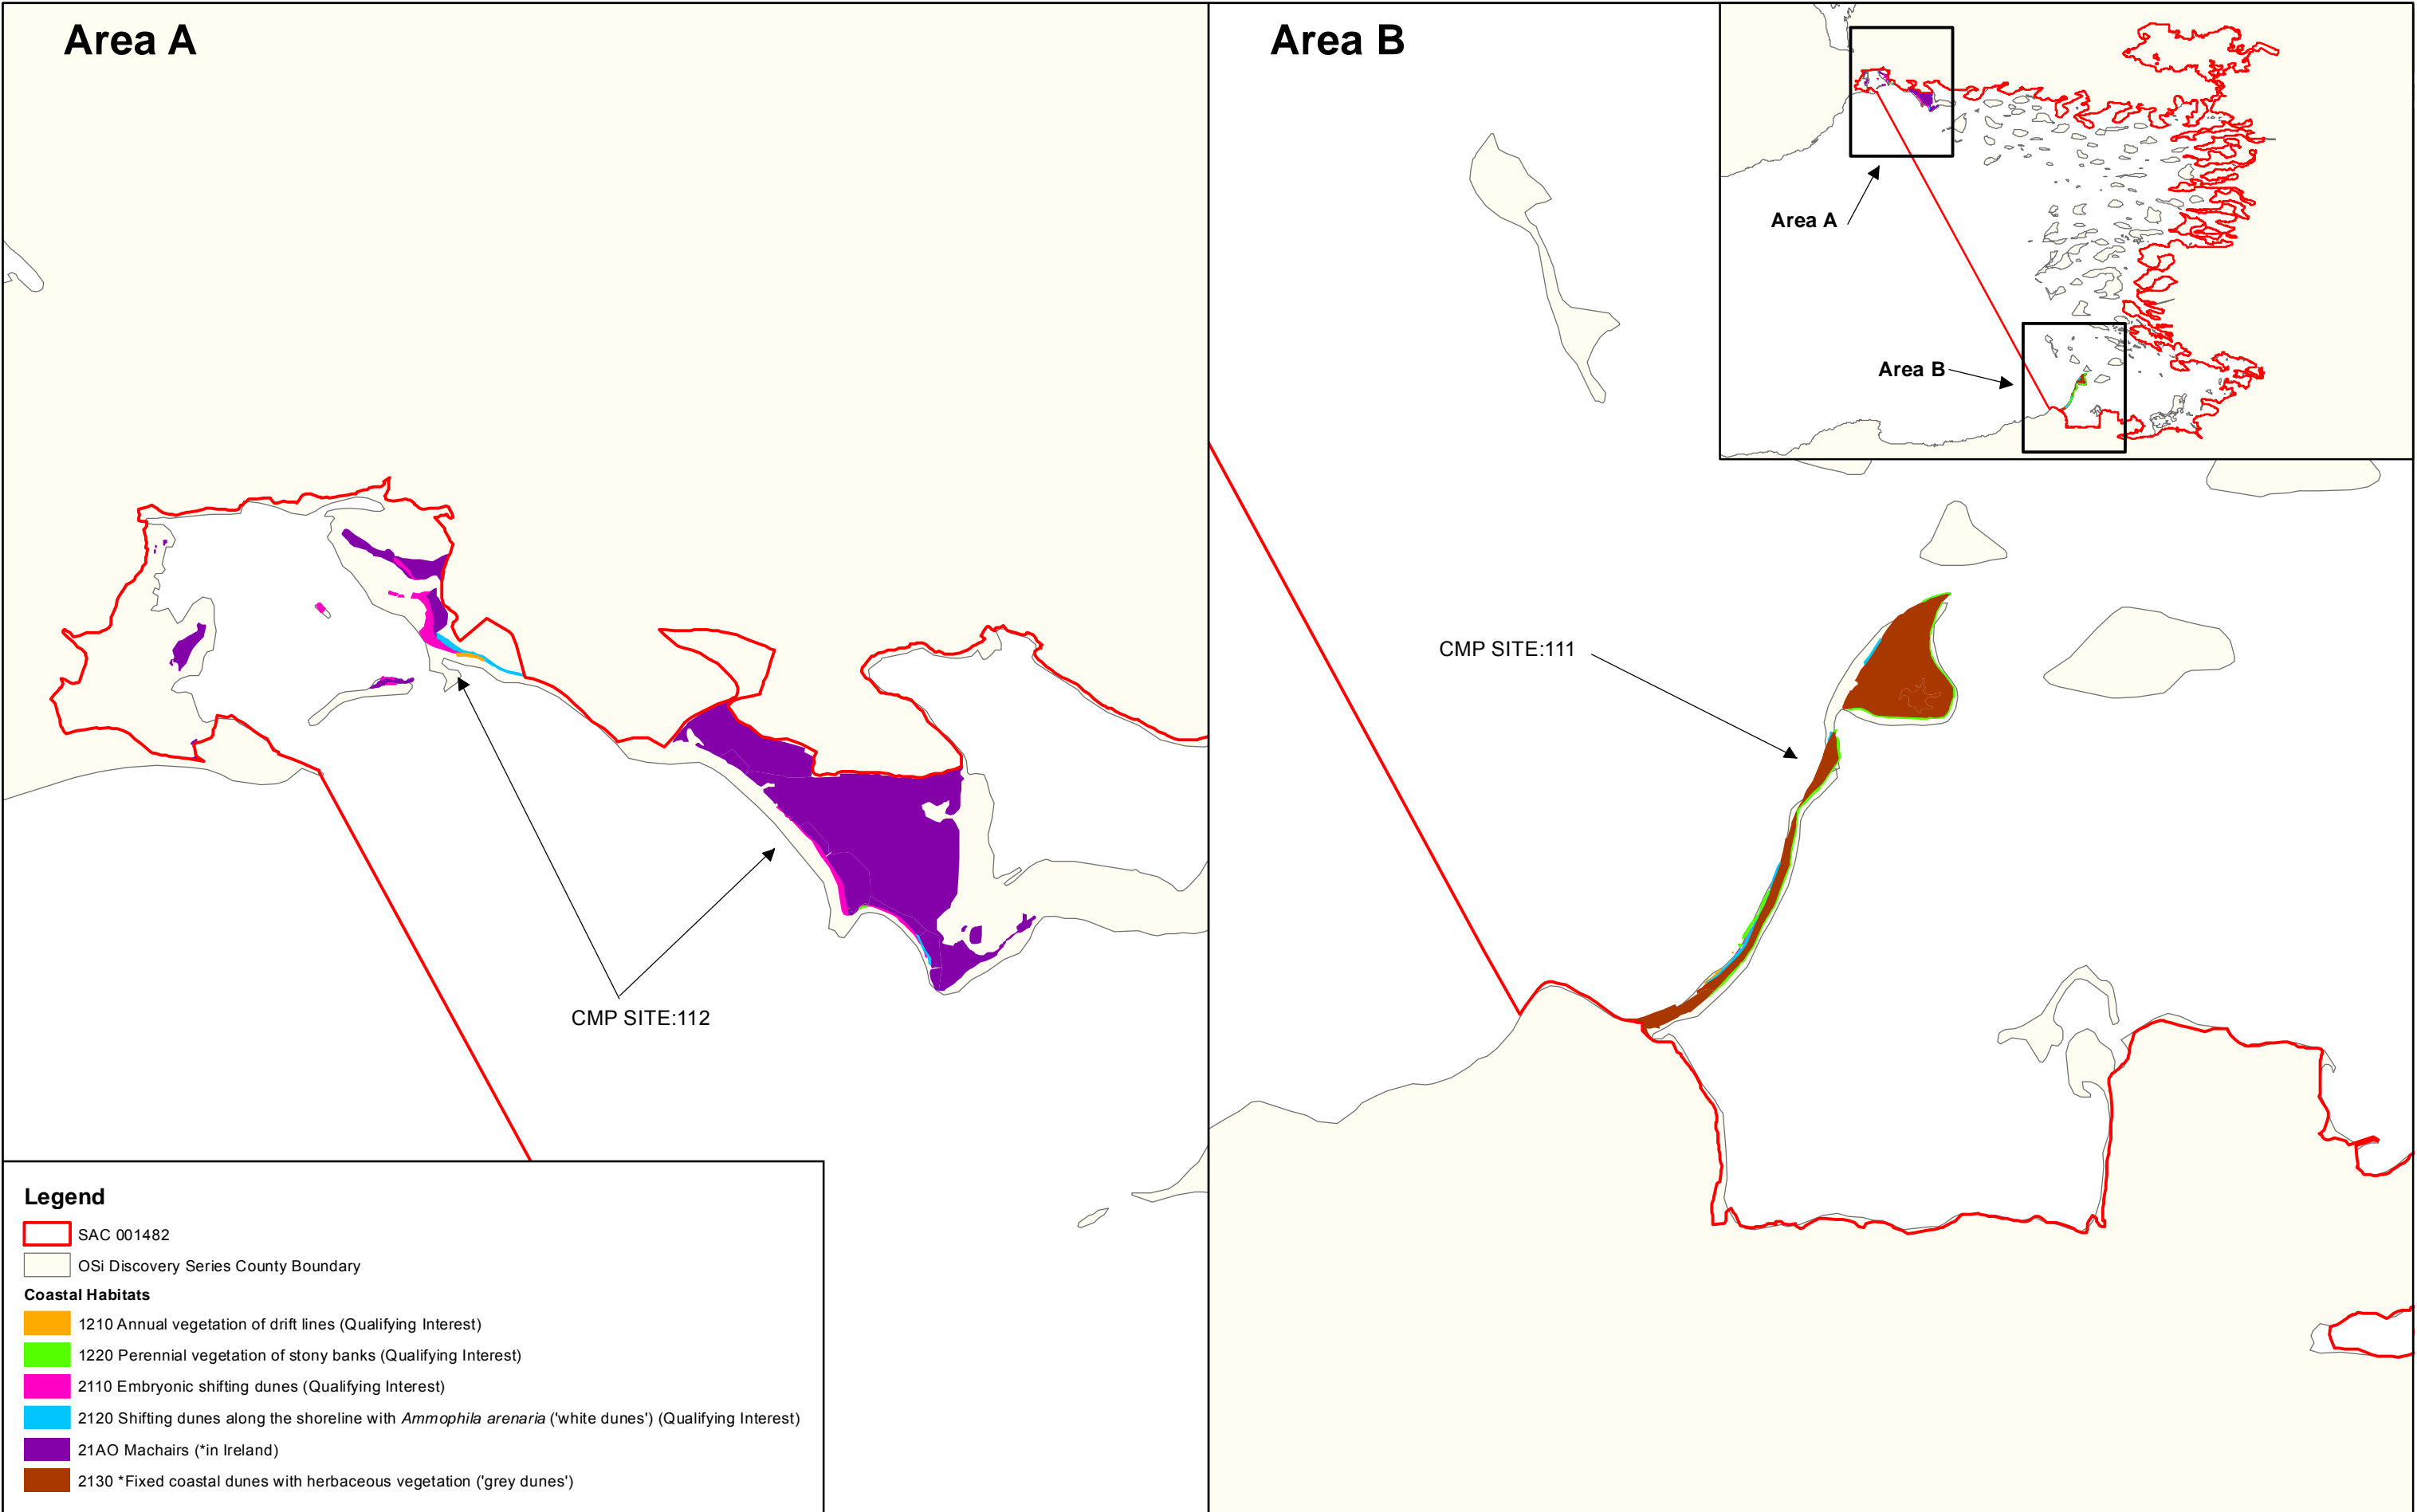 Area A
Area B
Area A
Area B
CMP SITE:111
CMP SITE:112
Legend
SAC 001482
OSi Discovery Series County Boundary
Coastal Habitats
1210 Annual vegetation of drift lines (Qualifying Interest)
1220 Perennial vegetation of stony banks (Qualifying Interest)
2110 Embryonic shifting dunes (Qualifying Interest)
2120 Shifting dunes along the shoreline with Ammophila arenaria ('white dunes') (Qualifying Interest)
21AO Machairs (*in Ireland)
2130 *Fixed coastal dunes with herbaceous vegetation ('grey dunes')